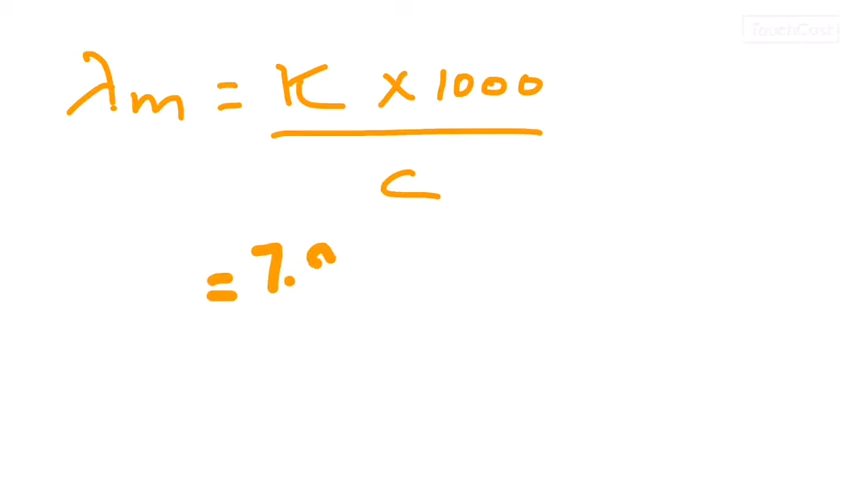 λm = K × 1000
C
= 7.